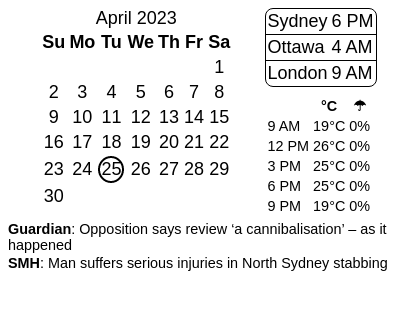 April 2023
Su Mo Tu We Th Fr Sa
1
2 3 4 5 6 7 8
9 10 11 12 13 14 15
16 17 18 19 20 21 22
23 24 25 26 27 28 29
30
Sydney 6 PM
Ottawa 4 AM
London 9 AM
°C ☂
9 AM 19°C 0%
12 PM 26°C 0%
3 PM 25°C 0%
6 PM 25°C 0%
9 PM 19°C 0%
Guardian: Opposition says review ‘a cannibalisation’ – as it
happened
SMH: Man suffers serious injuries in North Sydney stabbing